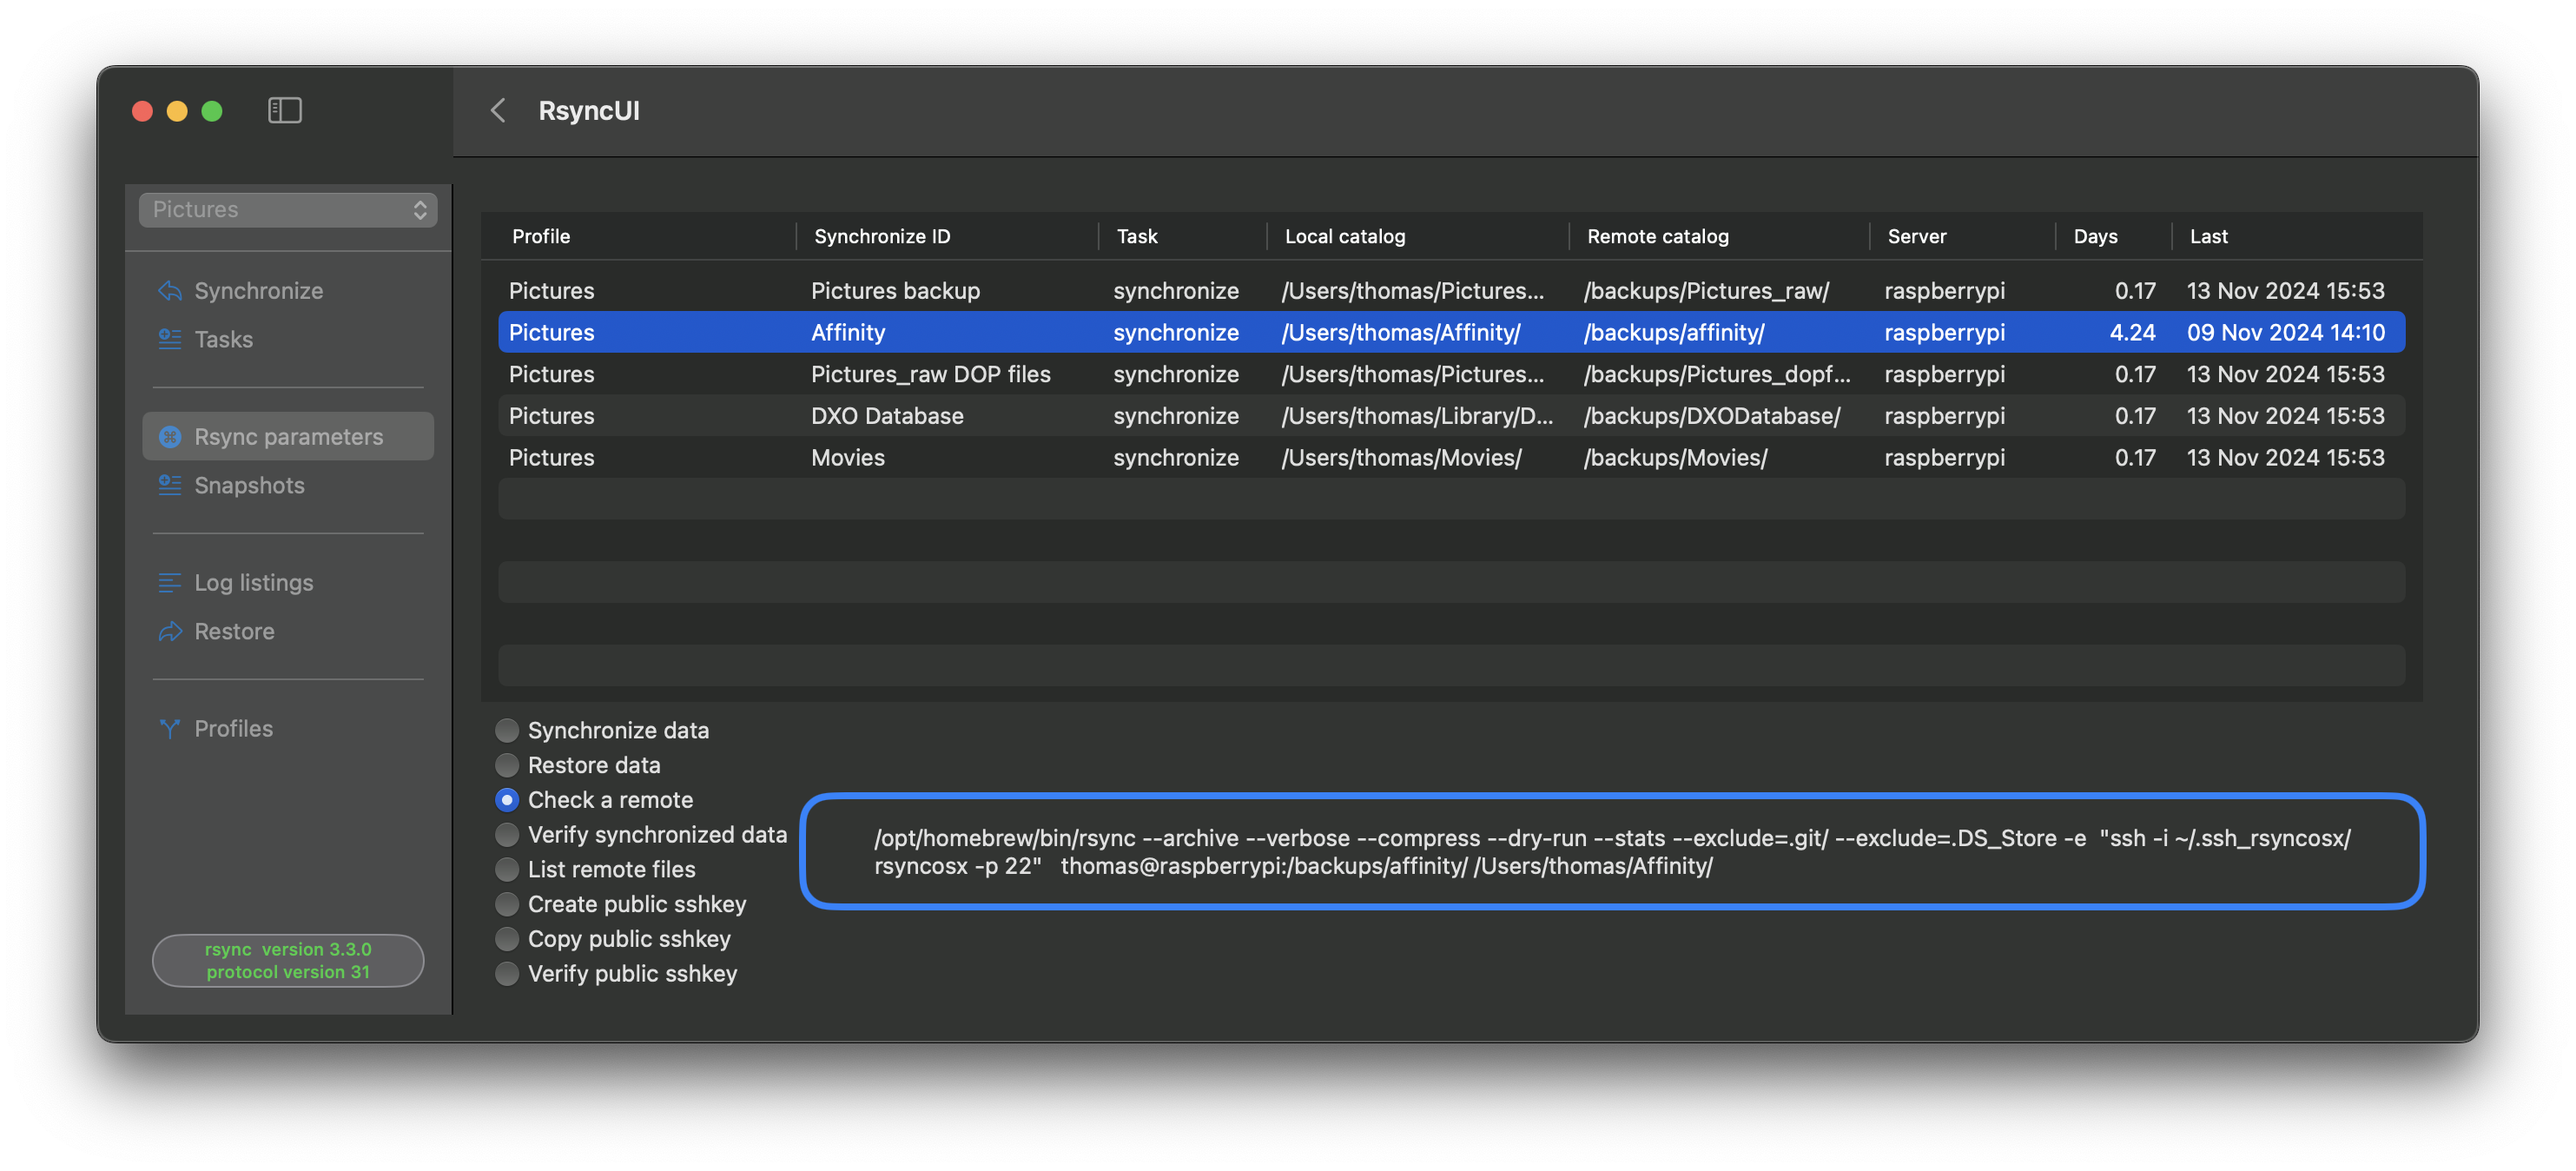 RsyncUI
Pictures
Synchronize
Tasks
Rsync parameters
Snapshots
Log listings
Restore
Profiles
rsync  version 3.3.0
protocol version 31
Profile Synchronize ID Task Local catalog Remote catalog Server Days Last
Pictures Pictures backup synchronize /Users/thomas/Pictures... /backups/Pictures_raw/ raspberrypi 0.17 13 Nov 2024 15:53
Pictures Affinity synchronize /Users/thomas/Affinity/ /backups/affinity/ raspberrypi 4.24 09 Nov 2024 14:10
Pictures Pictures_raw DOP files synchronize /Users/thomas/Pictures... /backups/Pictures_dopf... raspberrypi 0.17 13 Nov 2024 15:53
Pictures DXO Database synchronize /Users/thomas/Library/D... /backups/DXODatabase/ raspberrypi 0.17 13 Nov 2024 15:53
Pictures Movies synchronize /Users/thomas/Movies/ /backups/Movies/ raspberrypi 0.17 13 Nov 2024 15:53
Synchronize data
Restore data
Check a remote
Verify synchronized data
List remote files
Create public sshkey
Copy public sshkey
Verify public sshkey
/opt/homebrew/bin/rsync --archive --verbose --compress --dry-run --stats --exclude=.git/ --exclude=.DS_Store -e  "ssh -i ~/.ssh_rsyncosx/
rsyncosx -p 22"   thomas@raspberrypi:/backups/affinity/ /Users/thomas/Affinity/